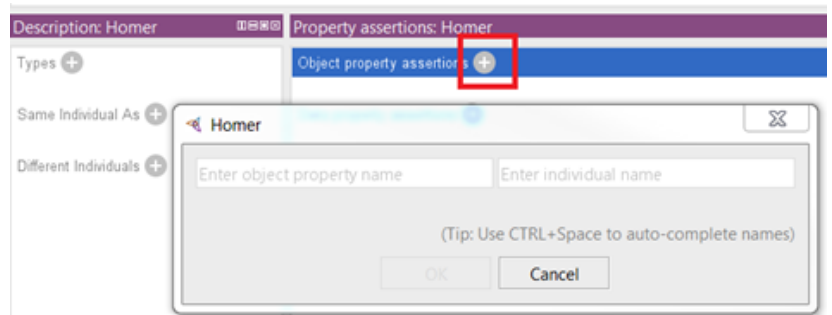 Description: Homer
Property assertions: Homer
Types
Object property assertions
Same Individual As
Different Individuals
Homer
Enter object property name
Enter individual name
(Tip: Use CTRL+Space to auto-complete names)
OK
Cancel